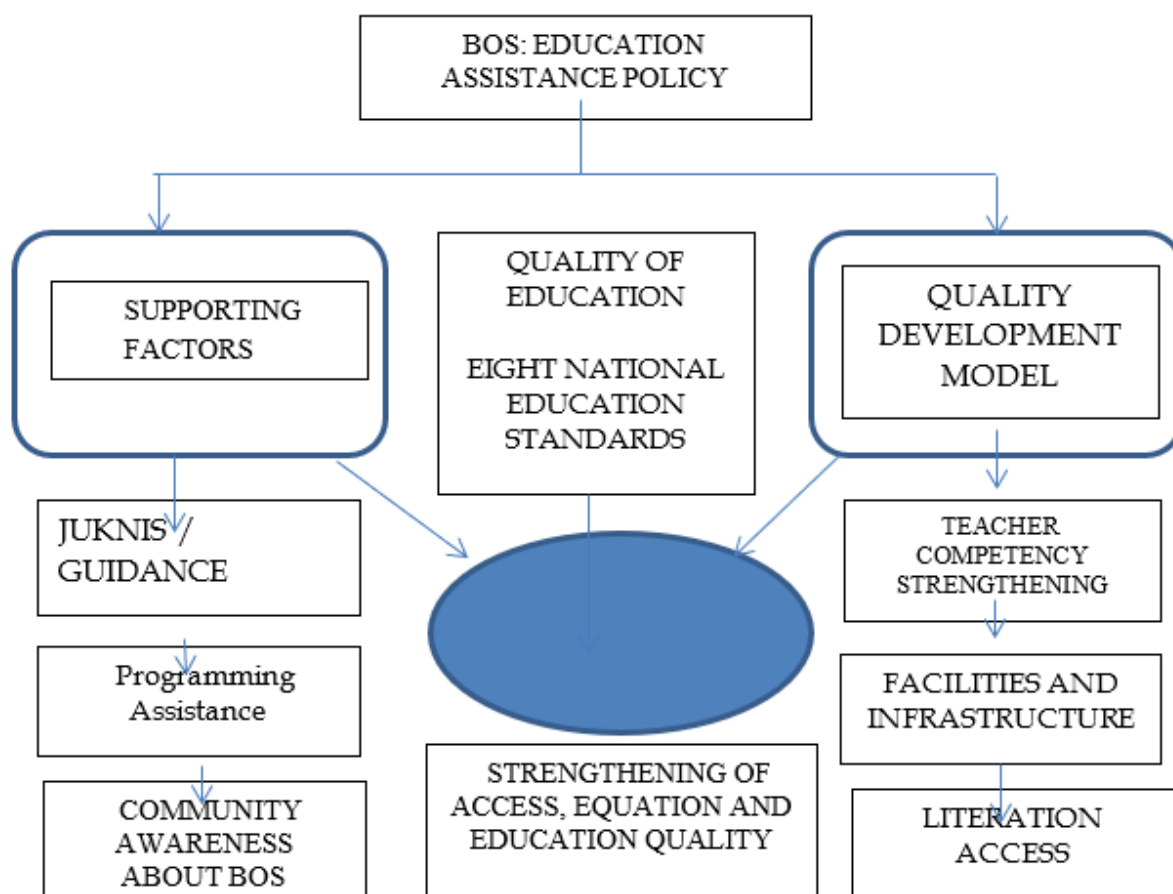 BOS: EDUCATION
ASSISTANCE POLICY
SUPPORTING
FACTORS
QUALITY OF
EDUCATION
EIGHT NATIONAL
EDUCATION
STANDARDS
QUALITY
DEVELOPMENT
MODEL
JUKNIS /
GUIDANCE
TEACHER
COMPETENCY
STRENGTHENING
Programming
Assistance
FACILITIES AND
INFRASTRUCTURE
COMMUNITY
AWARENESS
ABOUT BOS
STRENGTHENING OF
ACCESS, EQUATION AND
EDUCATION QUALITY
LITERATION
ACCESS